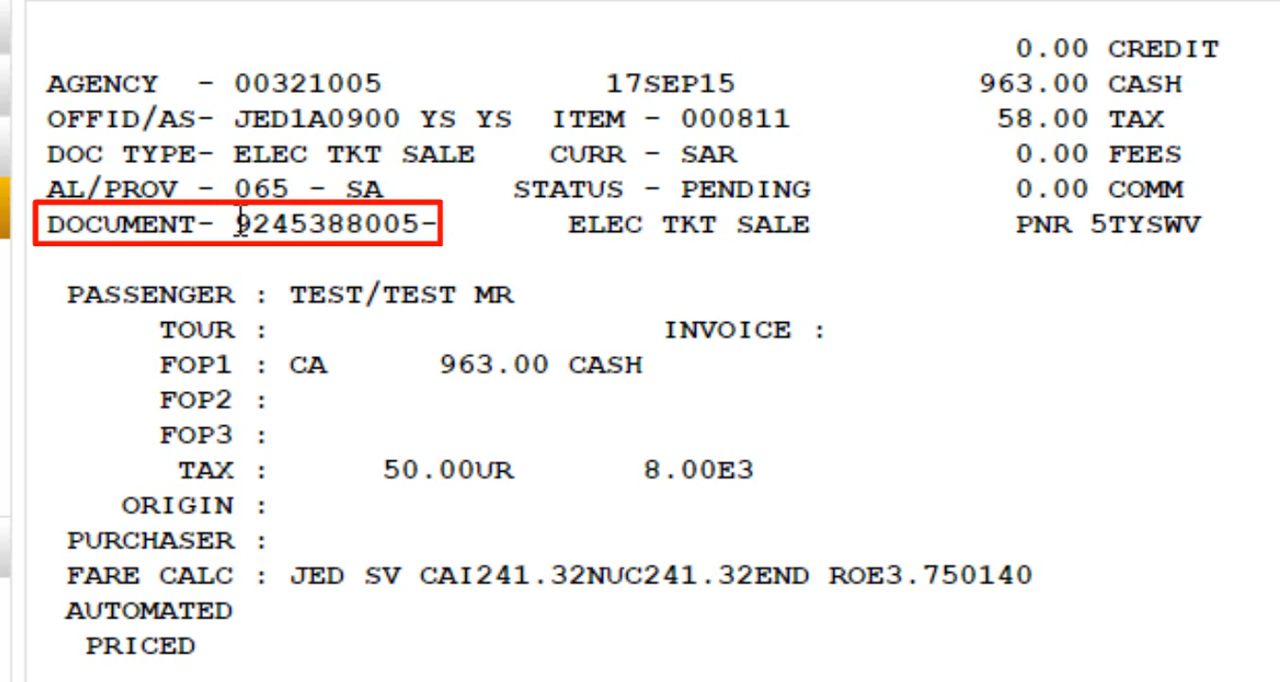 0.00 CREDIT
AGENCY - 00321005 17SEP15 963.00 CASH
OFFID/AS- JED1A0900 YS YS ITEM - 000811 58.00 TAX
DOC TYPE- ELEC TKT SALE CURR - SAR 0.00 FEES
AL/PROV - 065 - SA STATUS - PENDING 0.00 COMM
DOCUMENT- 9245388005- ELEC TKT SALE PNR 5TYSWV
PASSENGER : TEST/TEST MR
TOUR : INVOICE :
FOP1 : CA 963.00 CASH
FOP2 :
FOP3 :
TAX : 50.00UR 8.00E3
ORIGIN :
PURCHASER :
FARE CALC : JED SV CAI241.32NUC241.32END ROE3.750140
AUTOMATED
PRICED